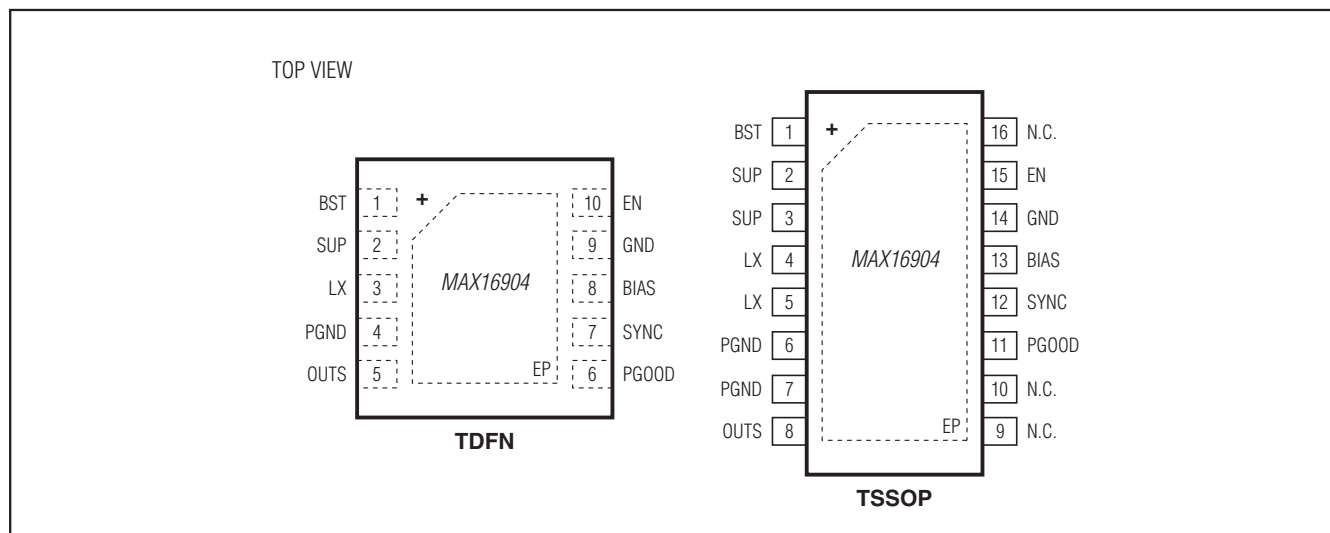 TOP VIEW
BST 1 + 10 EN
SUP 2 9 GND
LX 3 MAX16904 8 BIAS
PGND 4 7 SYNC
OUTS 5 EP 6 PGOOD
TDFN
BST 1 + 16 N.C.
SUP 2 15 EN
SUP 3 14 GND
LX 4 MAX16904 13 BIAS
LX 5 12 SYNC
PGND 6 11 PGOOD
PGND 7 10 N.C.
OUTS 8 EP 9 N.C.
TSSOP